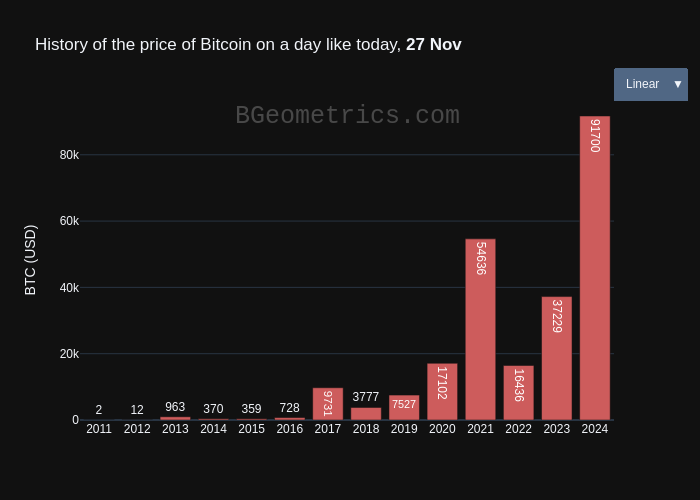 History of the price of Bitcoin on a day like today, 27 Nov
Linear ▼
BGeometrics.com
BTC (USD)
80k
60k
40k
20k
0
2
12
963
370
359
728
9731
3777
7527
17102
54636
16436
37229
91700
2011 2012 2013 2014 2015 2016 2017 2018 2019 2020 2021 2022 2023 2024